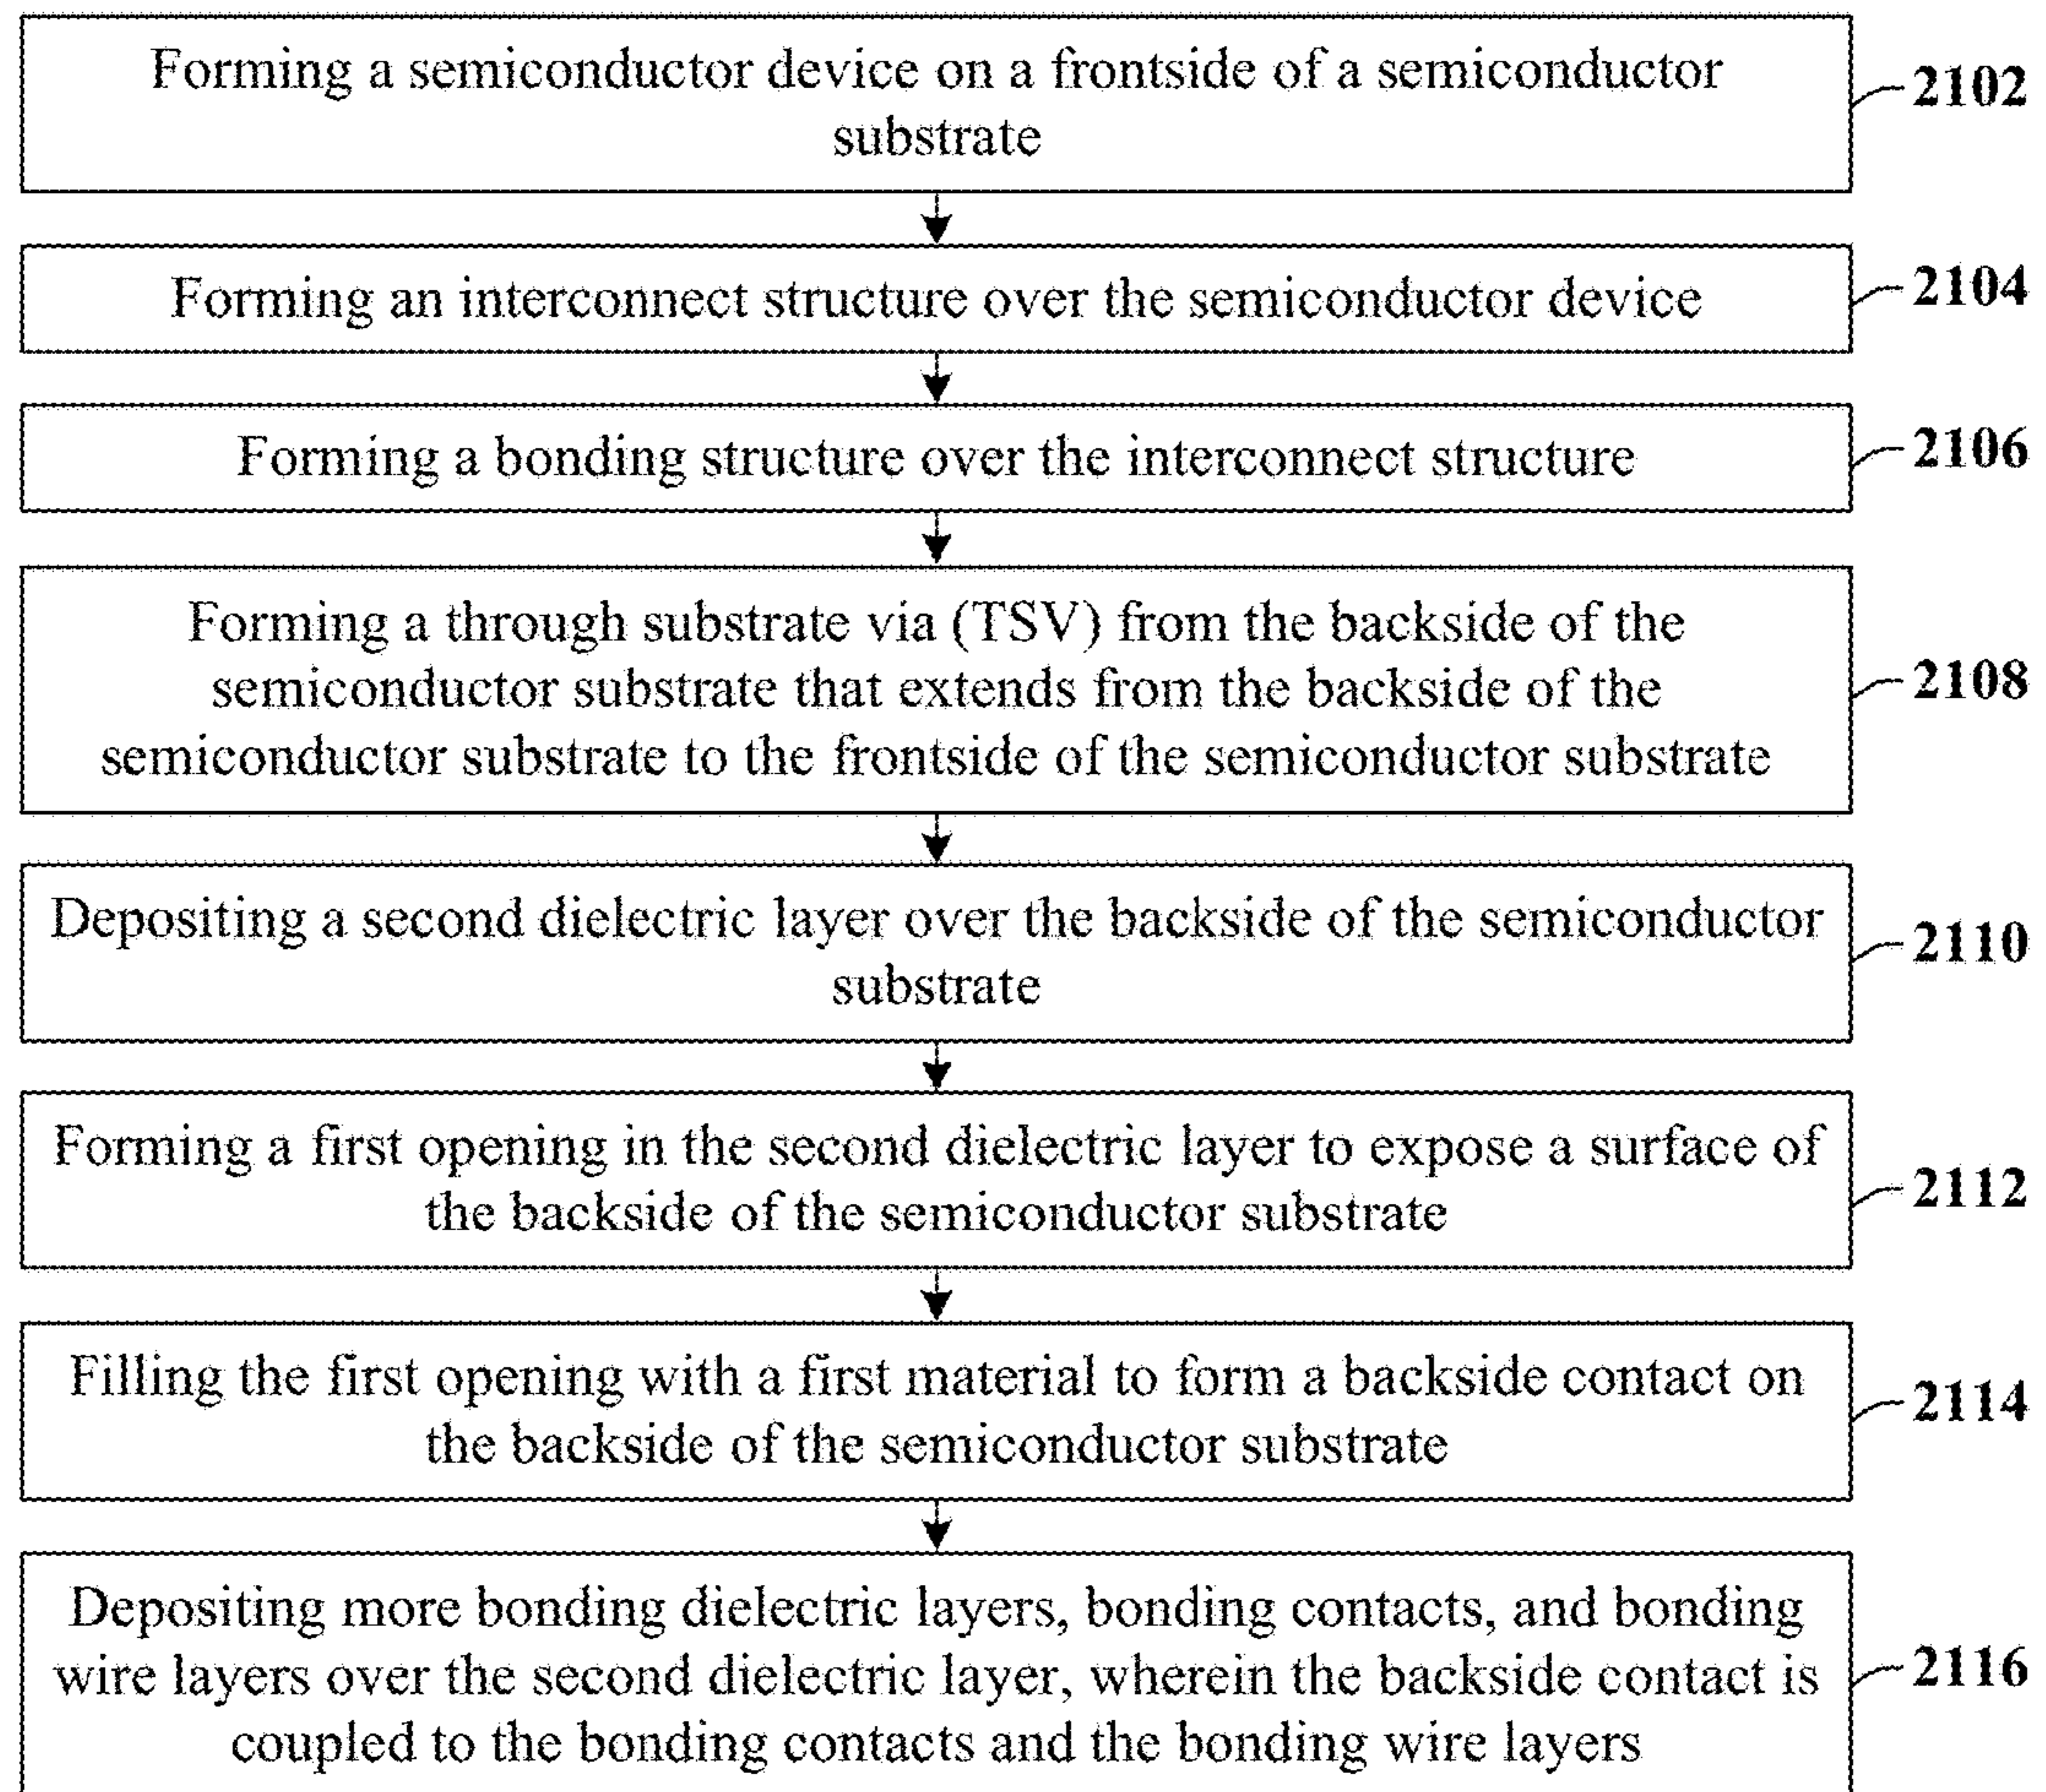 Forming a semiconductor device on a frontside of a semiconductor
substrate
2102
Forming an interconnect structure over the semiconductor device
2104
Forming a bonding structure over the interconnect structure
2106
Forming a through substrate via (TSV) from the backside of the
semiconductor substrate that extends from the backside of the
semiconductor substrate to the frontside of the semiconductor substrate
2108
Depositing a second dielectric layer over the backside of the semiconductor
substrate
2110
Forming a first opening in the second dielectric layer to expose a surface of
the backside of the semiconductor substrate
2112
Filling the first opening with a first material to form a backside contact on
the backside of the semiconductor substrate
2114
Depositing more bonding dielectric layers, bonding contacts, and bonding
wire layers over the second dielectric layer, wherein the backside contact is
coupled to the bonding contacts and the bonding wire layers
2116